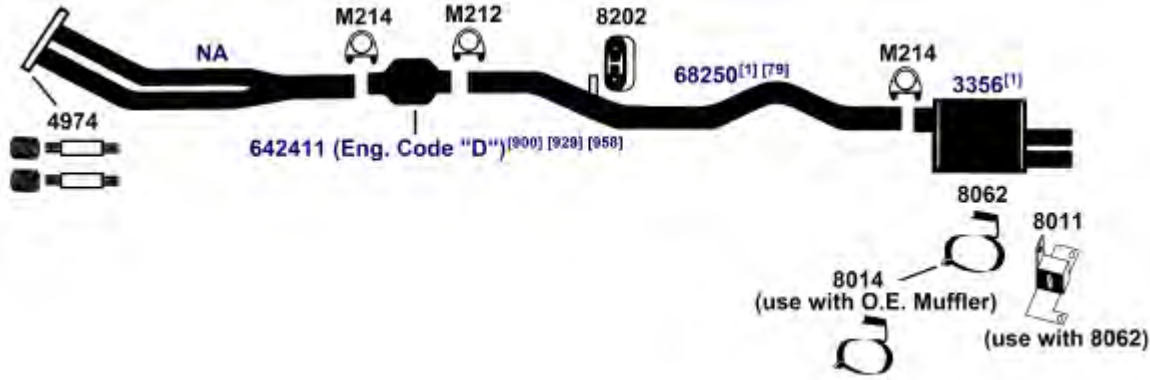 M214
M212
8202
NA
68250[1] [79]
M214
3356[1]
4974
642411 (Eng. Code "D")[900] [929] [958]
8062
8011
8014
(use with O.E. Muffler)
(use with 8062)